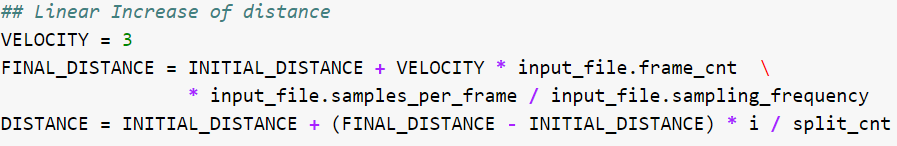 ## Linear Increase of distance
VELOCITY = 3
FINAL_DISTANCE = INITIAL_DISTANCE + VELOCITY * input_file.frame_cnt \
* input_file.samples_per_frame / input_file.sampling_frequency
DISTANCE = INITIAL_DISTANCE + (FINAL_DISTANCE - INITIAL_DISTANCE) * i / split_cnt